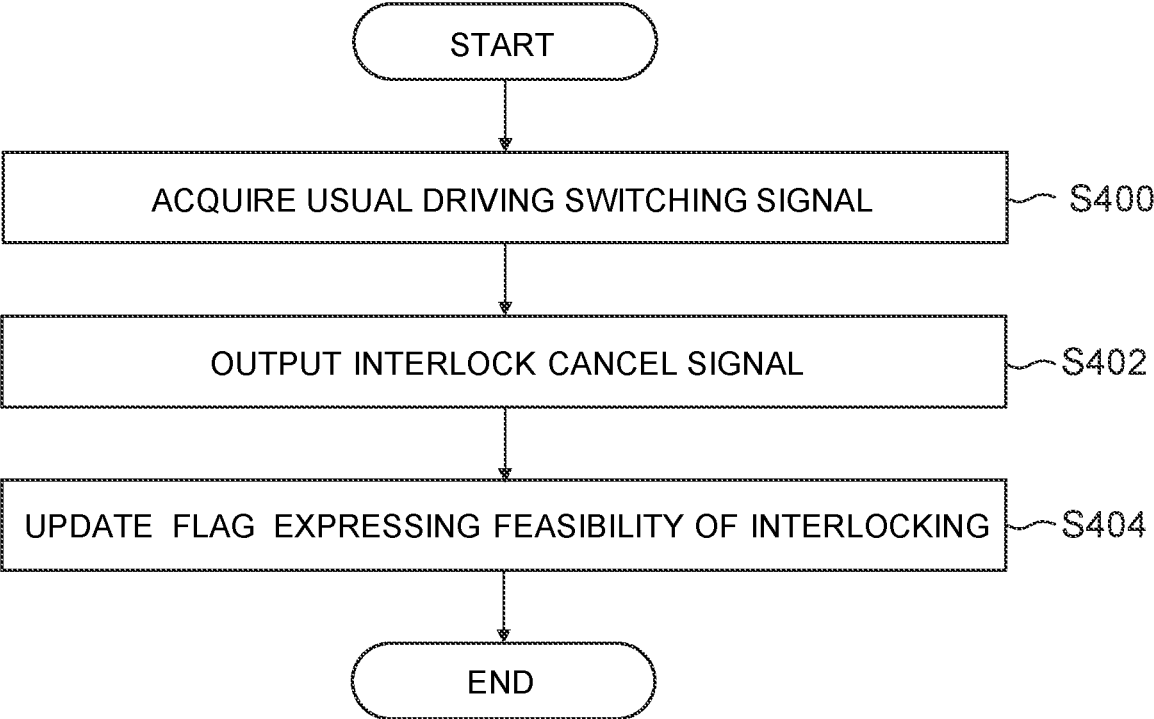 START
ACQUIRE USUAL DRIVING SWITCHING SIGNAL
S400
OUTPUT INTERLOCK CANCEL SIGNAL
S402
UPDATE FLAG EXPRESSING FEASIBILITY OF INTERLOCKING
S404
END